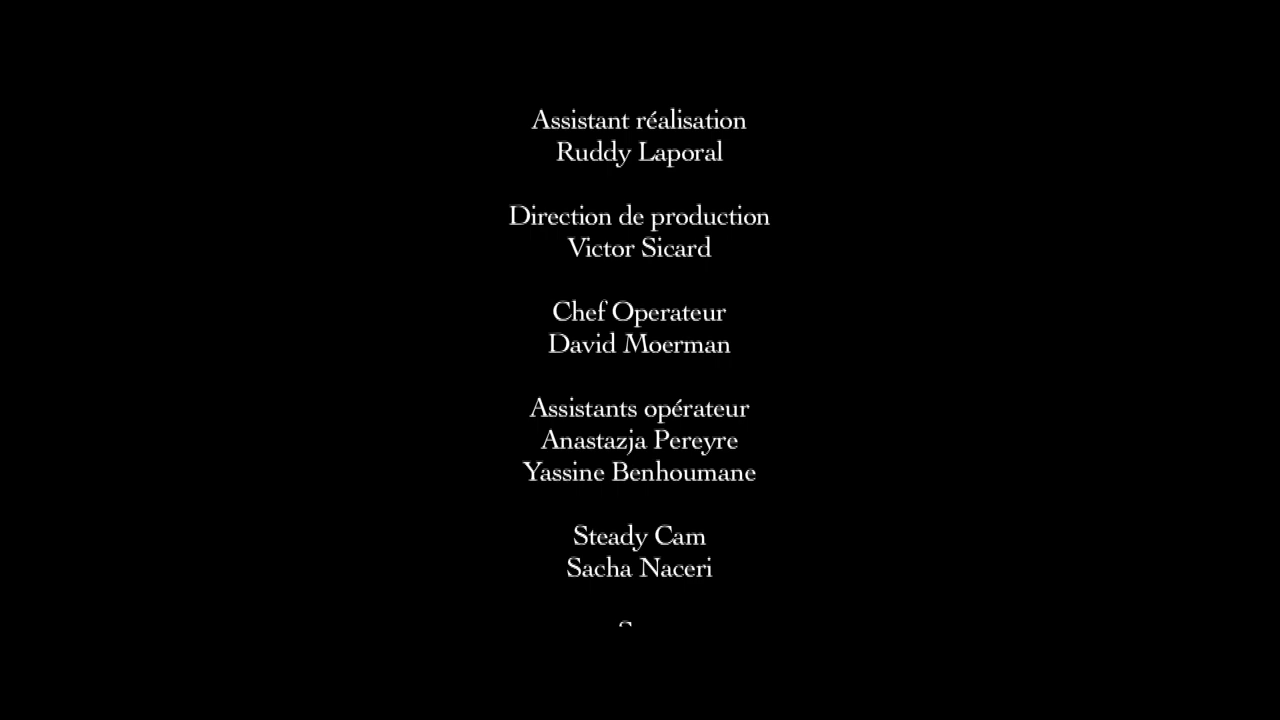 Assistant réalisation
Ruddy Laporal
Direction de production
Victor Sicard
Chef Operateur
David Moerman
Assistants opérateur
Anastazja Pereyre
Yassine Benhoumane
Steady Cam
Sacha Naceri